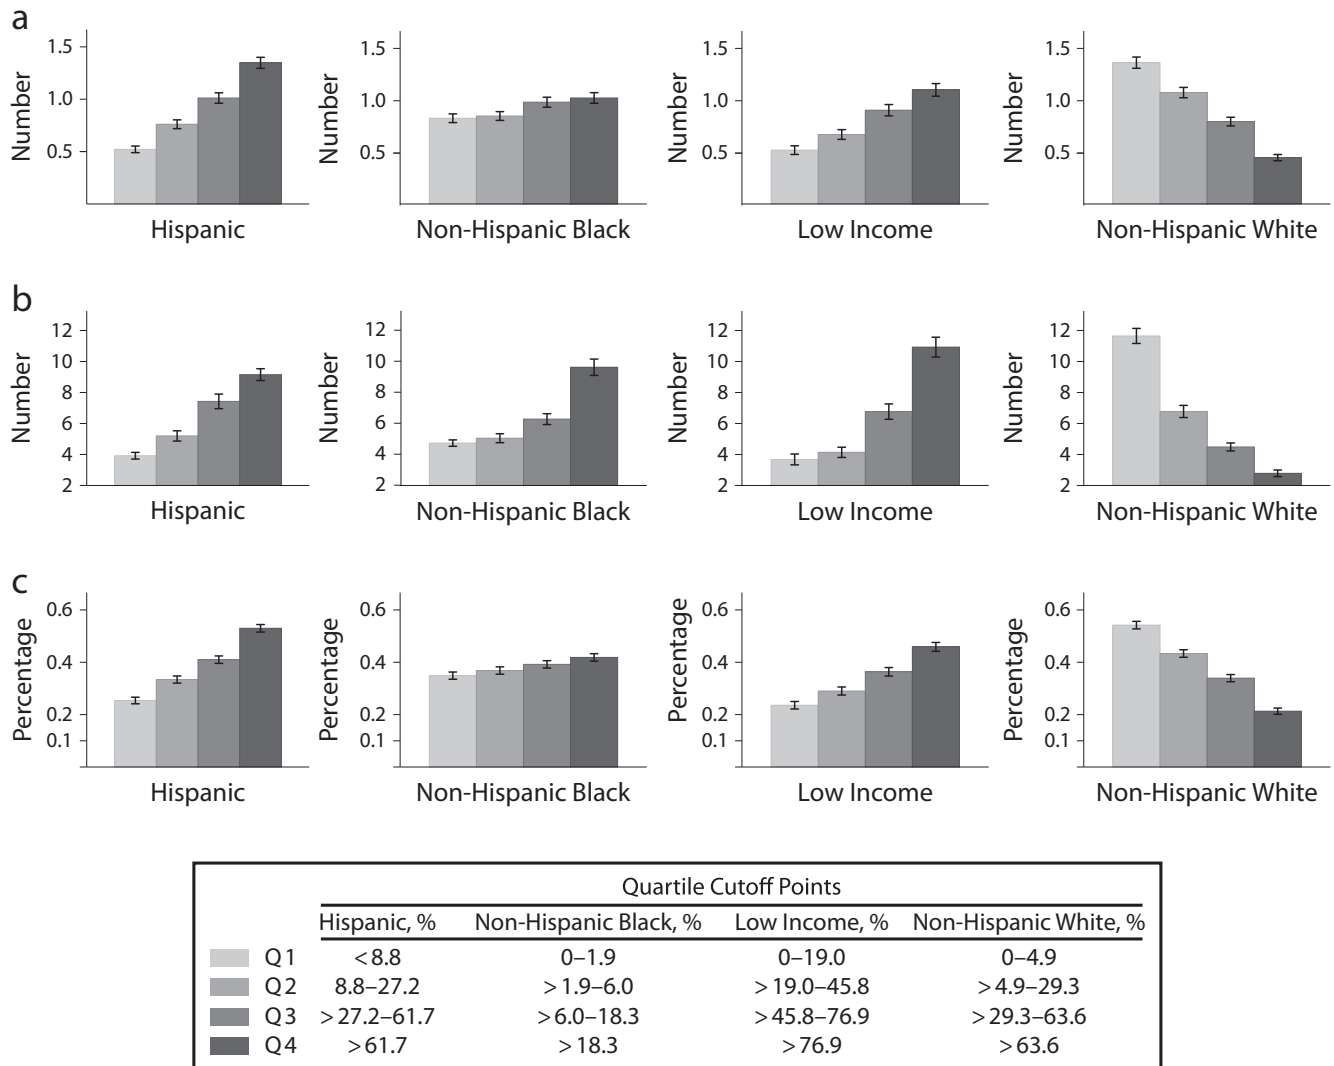 a
Number
1.5
1.0
0.5
Hispanic
Number
1.5
1.0
0.5
Non-Hispanic Black
Number
1.5
1.0
0.5
Low Income
Number
1.5
1.0
0.5
Non-Hispanic White
b
Number
12
10
8
6
4
2
Hispanic
Number
12
10
8
6
4
2
Non-Hispanic Black
Number
12
10
8
6
4
2
Low Income
Number
12
10
8
6
4
2
Non-Hispanic White
c
Percentage
0.6
0.4
0.2
0.1
Hispanic
Percentage
0.6
0.4
0.2
0.1
Non-Hispanic Black
Percentage
0.6
0.4
0.2
0.1
Low Income
Percentage
0.6
0.4
0.2
0.1
Non-Hispanic White
Quartile Cutoff Points
Hispanic, % Non-Hispanic Black, % Low Income, % Non-Hispanic White, %
Q1 <8.8 0–1.9 0–19.0 0–4.9
Q2 8.8–27.2 >1.9–6.0 >19.0–45.8 >4.9–29.3
Q3 >27.2–61.7 >6.0–18.3 >45.8–76.9 >29.3–63.6
Q4 >61.7 >18.3 >76.9 >63.6